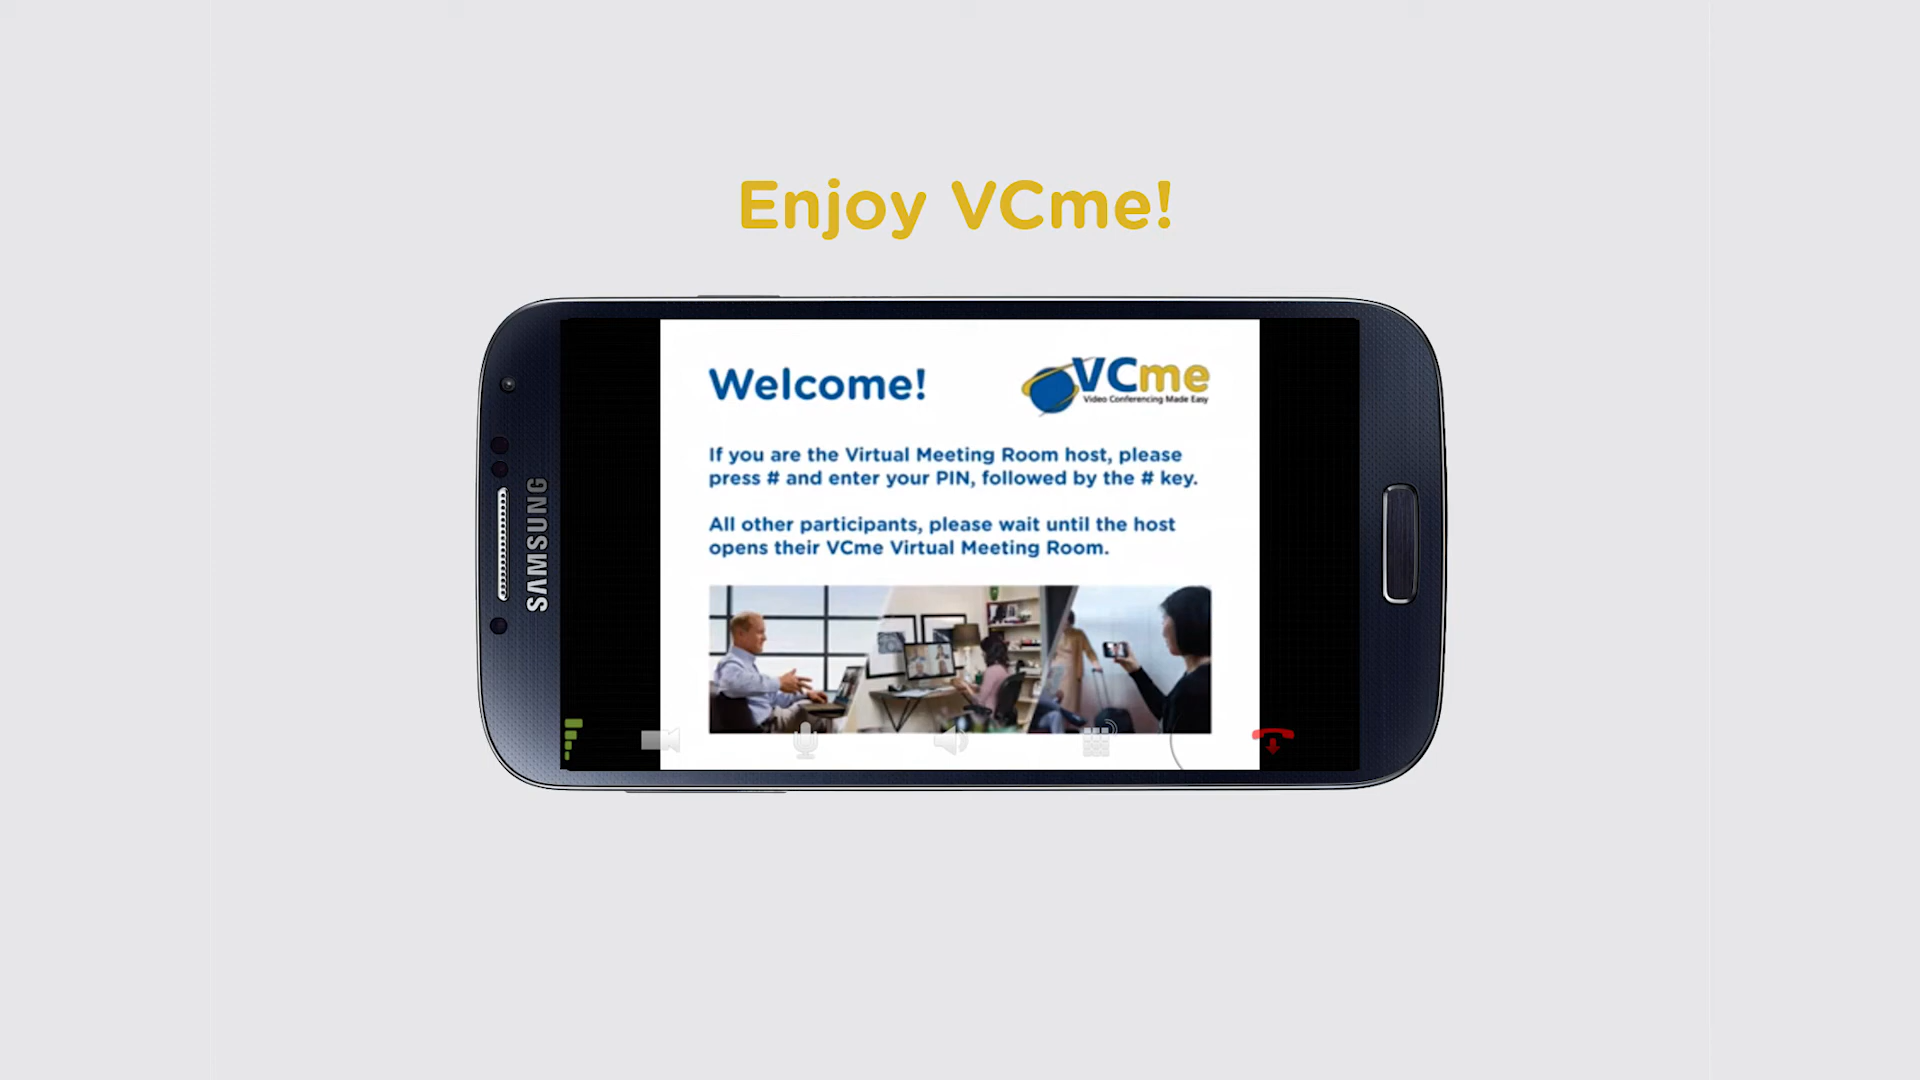 Enjoy VCme!
SAMSUNG
Welcome!
VCme
Video Conferencing Made Easy
If you are the Virtual Meeting Room host, please
press # and enter your PIN, followed by the # key.
All other participants, please wait until the host
opens their VCme Virtual Meeting Room.